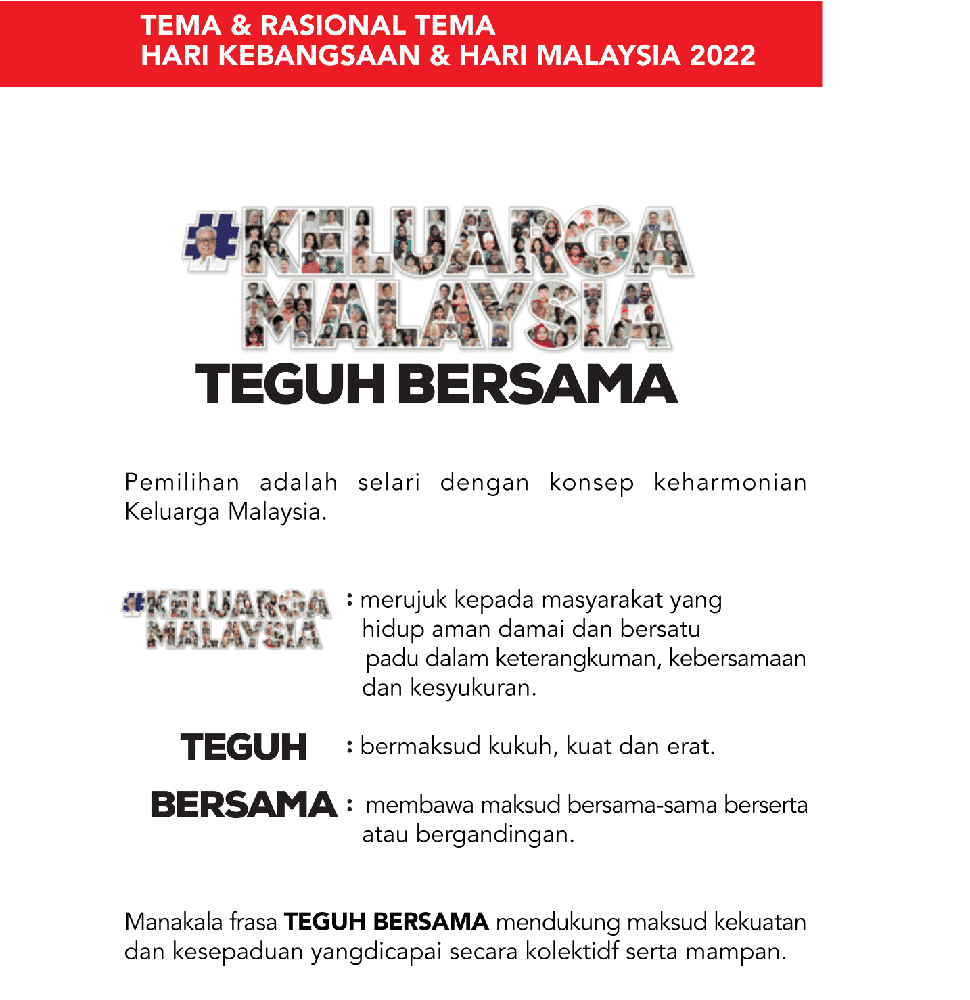 TEMA & RASIONAL TEMA
HARI KEBANGSAAN & HARI MALAYSIA 2022
#KELUARGA
MALAYSIA
TEGUH BERSAMA
Pemilihan adalah selari dengan konsep keharmonian
Keluarga Malaysia.
#KELUARGA
MALAYSIA
: merujuk kepada masyarakat yang
hidup aman damai dan bersatu
padu dalam keterangkuman, kebersamaan
dan kesyukuran.
TEGUH : bermaksud kukuh, kuat dan erat.
BERSAMA : membawa maksud bersama-sama berserta
atau bergandingan.
Manakala frasa TEGUH BERSAMA mendukung maksud kekuatan
dan kesepaduan yangdicapai secara kolektidf serta mampan.